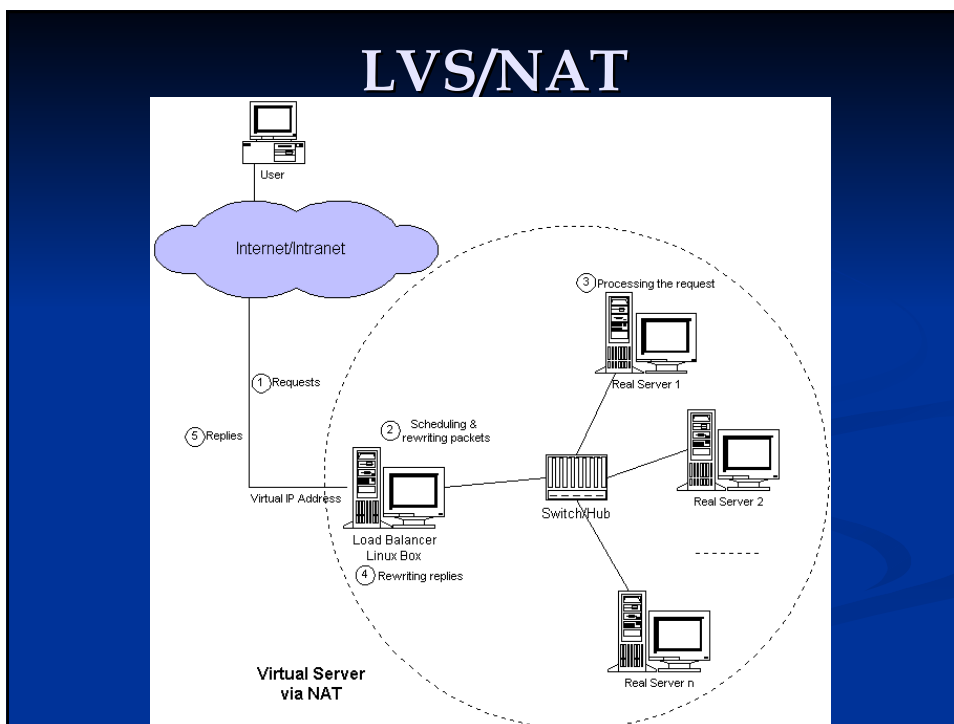 LVS/NAT
User
Internet/Intranet
3 Processing the request
Real Server 1
1 Requests
2 Scheduling &
rewriting packets
5 Replies
Virtual IP Address
Switch/Hub
Real Server 2
Load Balancer
Linux Box
4 Rewriting replies
Virtual Server
via NAT
Real Server n